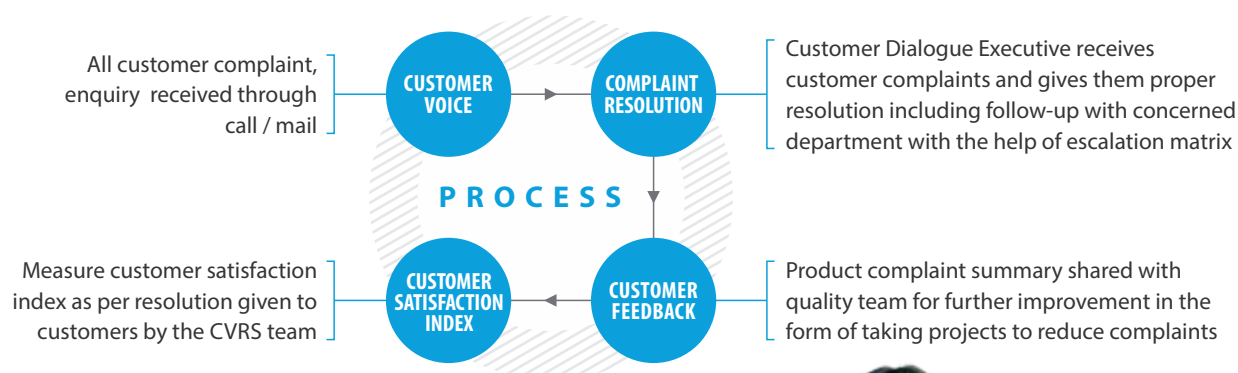 All customer complaint,
enquiry  received through
call / mail
CUSTOMER
VOICE
COMPLAINT
RESOLUTION
Customer Dialogue Executive receives
customer complaints and gives them proper
resolution including follow-up with concerned
department with the help of escalation matrix
PROCESS
Measure customer satisfaction
index as per resolution given to
customers by the CVRS team
CUSTOMER
SATISFACTION
INDEX
CUSTOMER
FEEDBACK
Product complaint summary shared with
quality team for further improvement in the
form of taking projects to reduce complaints